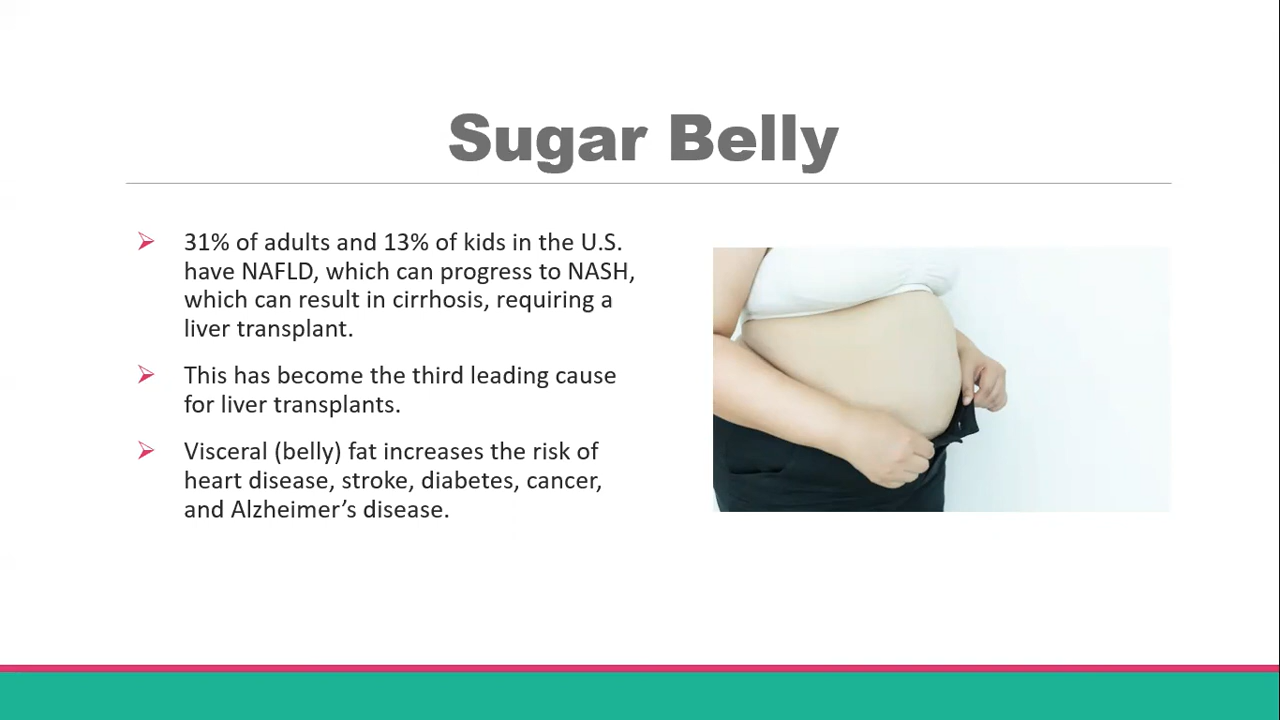 Sugar Belly
31% of adults and 13% of kids in the U.S.
have NAFLD, which can progress to NASH,
which can result in cirrhosis, requiring a
liver transplant.
This has become the third leading cause
for liver transplants.
Visceral (belly) fat increases the risk of
heart disease, stroke, diabetes, cancer,
and Alzheimer’s disease.